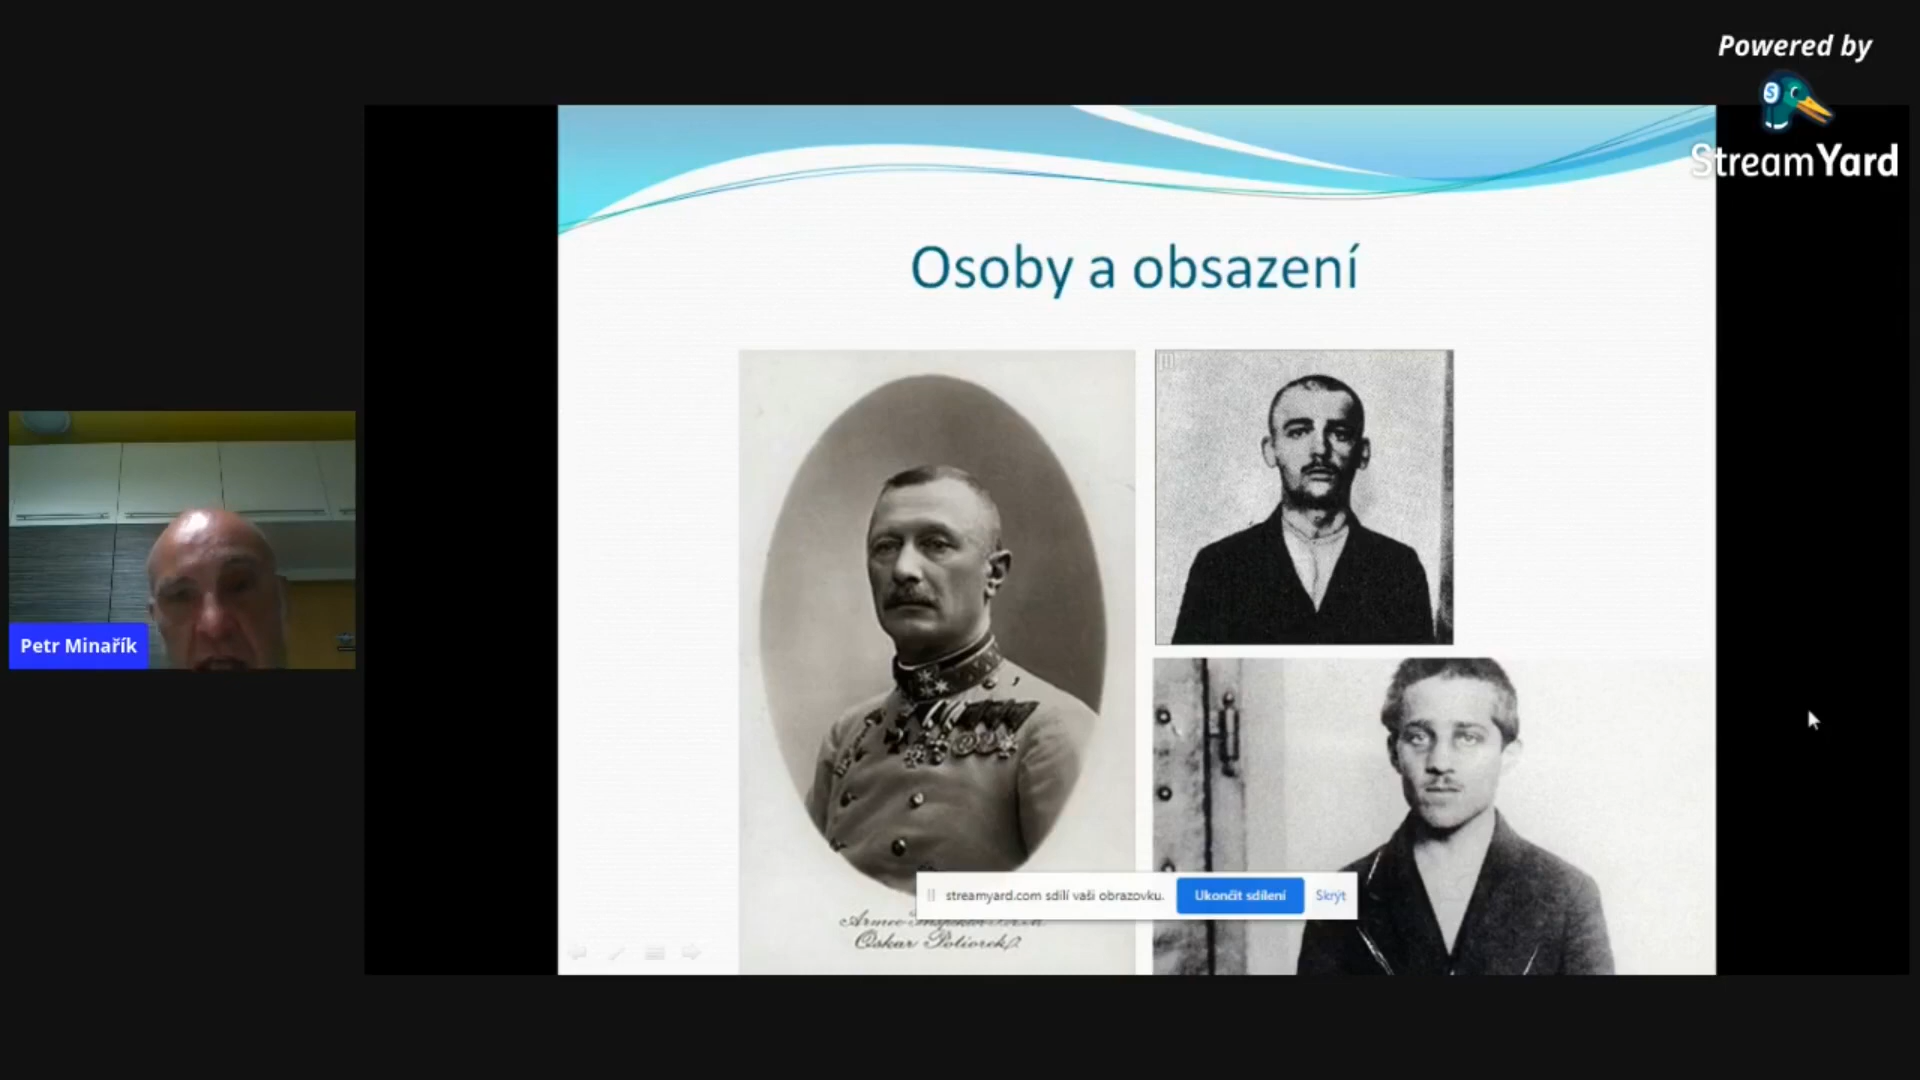 Powered by
StreamYard
Osoby a obsazení
Petr Minařík
streamyard.com sdílí vaši obrazovku.
Ukončit sdílení
Skrýt
Oskar Potiorek